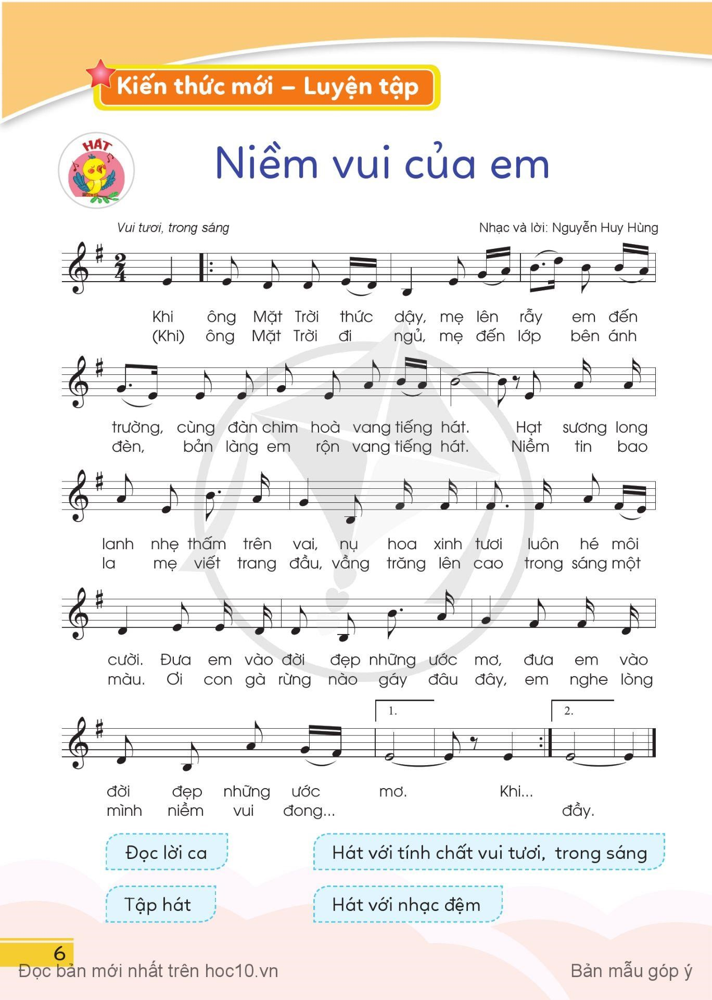 Kiến thức mới – Luyện tập
HÁT
Niềm vui của em
Vui tươi, trong sáng
Nhạc và lời: Nguyễn Huy Hùng
2
4
Khi ông Mặt Trời thức dậy, mẹ lên rẫy em đến
(Khi) ông Mặt Trời đi ngủ, mẹ đến lớp bên ánh
trường, cùng đàn chim hoà vang tiếng hát. Hạt sương long
đèn, bản làng em rộn vang tiếng hát. Niềm tin bao
lanh nhẹ thấm trên vai, nụ hoa xinh tươi luôn hé môi
la mẹ viết trang đầu, vầng trăng lên cao trong sáng một
cười. Đưa em vào đời đẹp những ước mơ, đưa em vào
màu. Ơi con gà rừng nào gáy đâu đây, em nghe lòng
1.
2.
đời đẹp những ước mơ. Khi...
mình niềm vui đong... đầy.
Đọc lời ca
Hát với tính chất vui tươi, trong sáng
Tập hát
Hát với nhạc đệm
6
Đọc bản mới nhất trên hoc10.vn
Bản mẫu góp ý